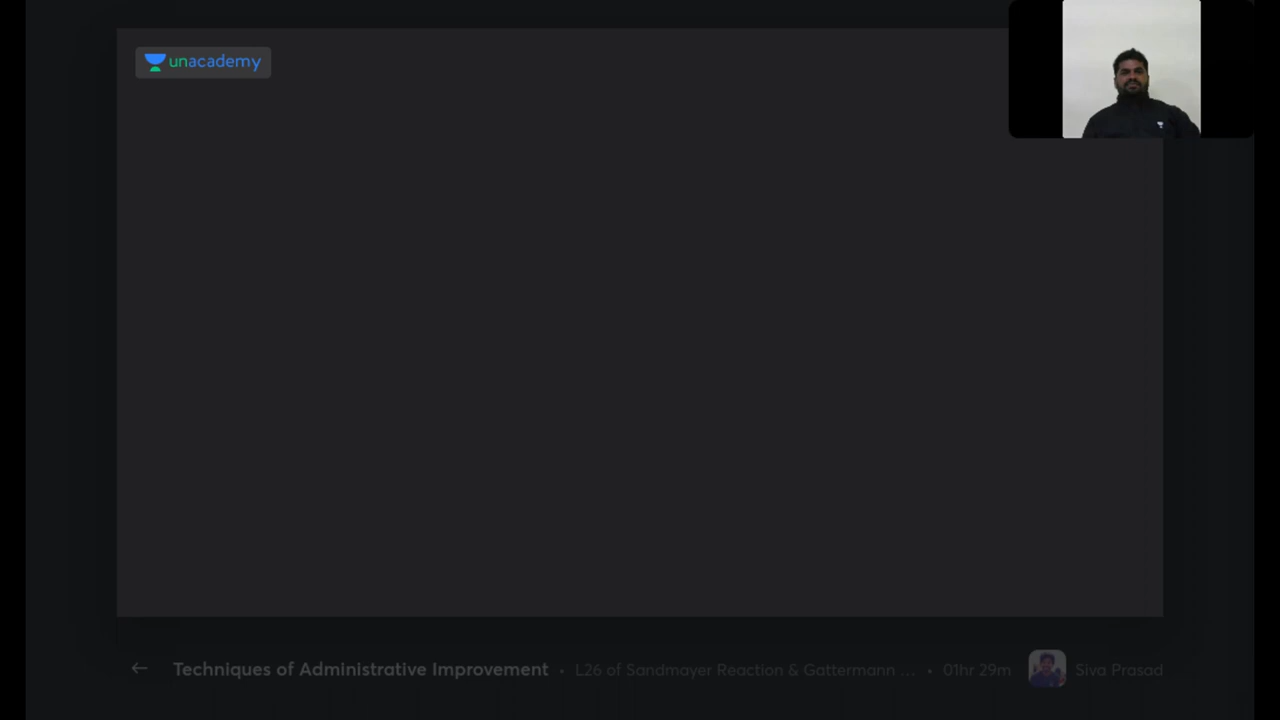 unacademy
← Techniques of Administrative Improvement • L26 of Sandmayer Reaction & Gattermann ... • 01hr 29m Siva Prasad